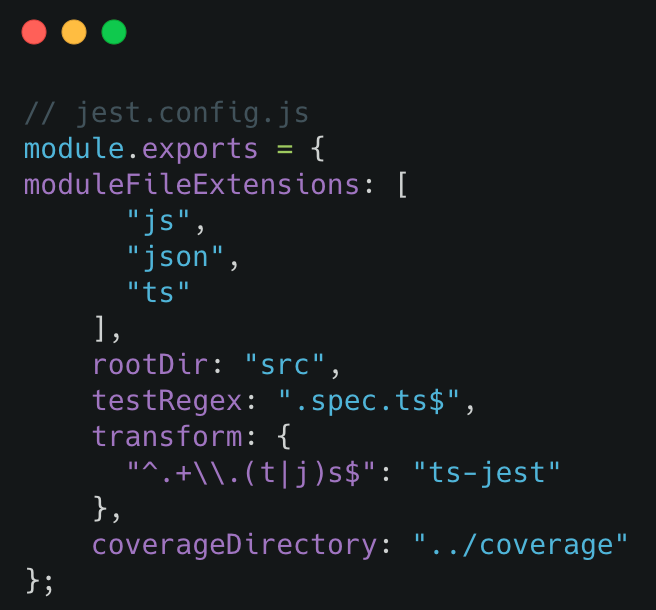 // jest.config.js
module.exports = {
moduleFileExtensions: [
      "js",
      "json",
      "ts"
    ],
    rootDir: "src",
    testRegex: ".spec.ts$",
    transform: {
      "^.+\\.(t|j)s$": "ts-jest"
    },
    coverageDirectory: "../coverage"
};